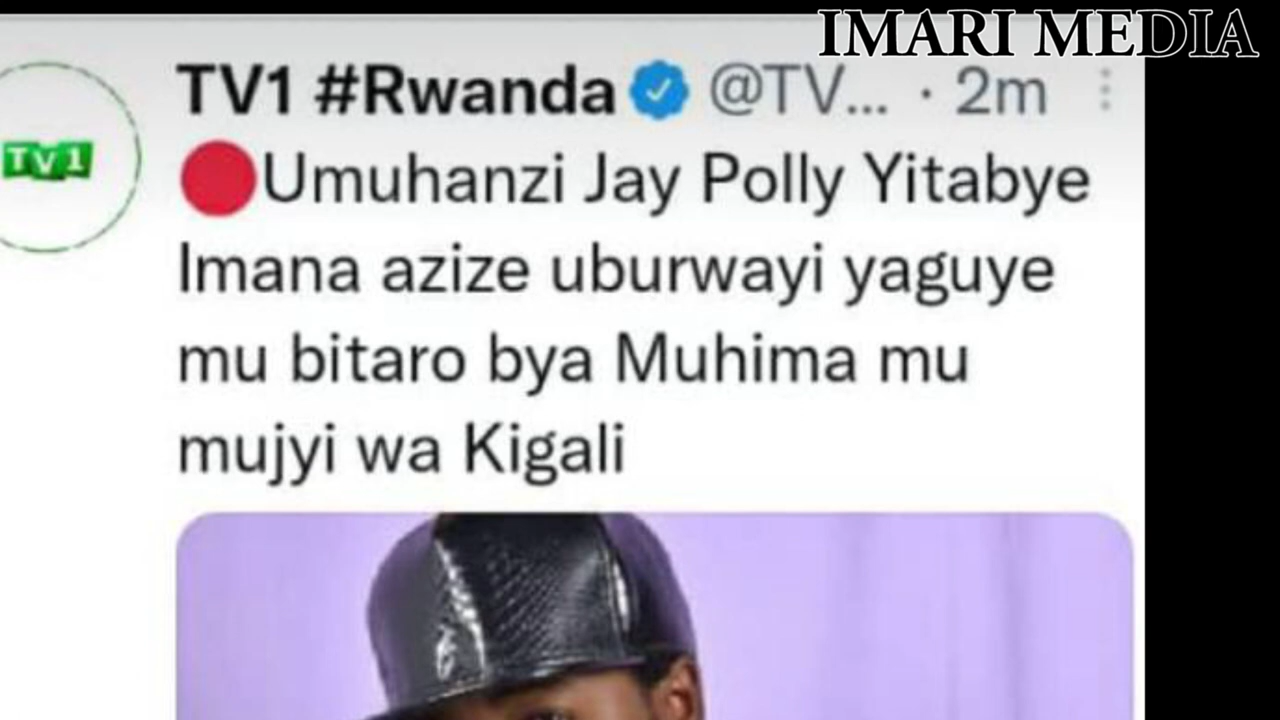 IMARI MEDIA
TV1 #Rwanda @TV... · 2m
TV1
Umuhanzi Jay Polly Yitabye
Imana azize uburwayi yaguye
mu bitaro bya Muhima mu
mujyi wa Kigali